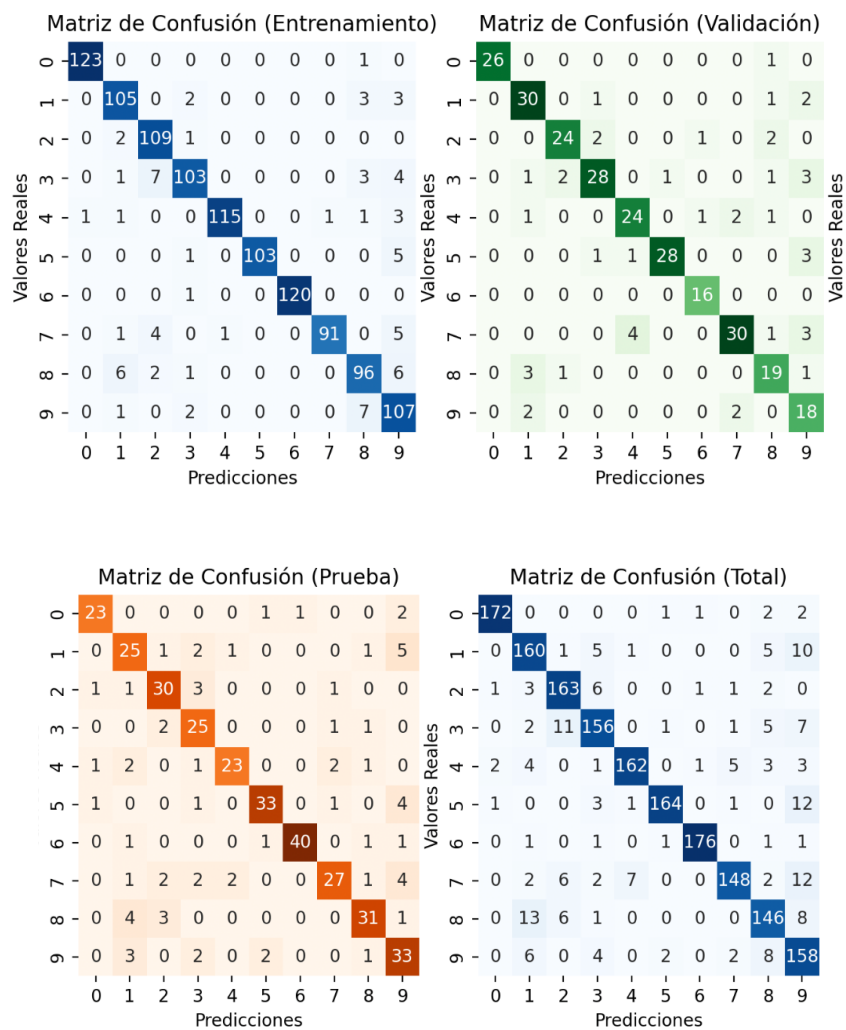 Matriz de Confusión (Entrenamiento)
0 123 0 0 0 0 0 0 0 1 0
1 0 105 0 2 0 0 0 0 3 3
2 0 2 109 1 0 0 0 0 0 0
3 0 1 7 103 0 0 0 0 3 4
4 1 1 0 0 115 0 0 1 1 3
5 0 0 0 1 0 103 0 0 0 5
6 0 0 0 1 0 0 120 0 0 0
7 0 1 4 0 1 0 0 91 0 5
8 0 6 2 1 0 0 0 0 96 6
9 0 1 0 2 0 0 0 0 7 107
0 1 2 3 4 5 6 7 8 9
Valores Reales
Predicciones
Matriz de Confusión (Validación)
26 0 0 0 0 0 0 0 1 0
0 30 0 1 0 0 0 0 1 2
0 0 24 2 0 0 1 0 2 0
0 1 2 28 0 1 0 0 1 3
0 1 0 0 24 0 1 2 1 0
0 0 0 1 1 28 0 0 0 3
0 0 0 0 0 0 16 0 0 0
0 0 0 0 4 0 0 30 1 3
0 3 1 0 0 0 0 0 19 1
0 2 0 0 0 0 0 2 0 18
0 1 2 3 4 5 6 7 8 9
Valores Reales
Predicciones
Valores Reales
Matriz de Confusión (Prueba)
23 0 0 0 0 1 1 0 0 2
0 25 1 2 1 0 0 0 1 5
1 1 30 3 0 0 0 1 0 0
0 0 2 25 0 0 0 1 1 0
1 2 0 1 23 0 0 2 1 0
1 0 0 1 0 33 0 1 0 4
0 1 0 0 0 1 40 0 1 1
0 1 2 2 2 0 0 27 1 4
0 4 3 0 0 0 0 0 31 1
0 3 0 2 0 2 0 0 1 33
0 1 2 3 4 5 6 7 8 9
Predicciones
Matriz de Confusión (Total)
0 172 0 0 0 0 1 1 0 2 2
1 0 160 1 5 1 0 0 0 5 10
2 1 3 163 6 0 0 1 1 2 0
3 0 2 11 156 0 1 0 1 5 7
4 2 4 0 1 162 0 1 5 3 3
5 1 0 0 3 1 164 0 1 0 12
6 0 1 0 1 0 1 176 0 1 1
7 0 2 6 2 7 0 0 148 2 12
8 0 13 6 1 0 0 0 0 146 8
9 0 6 0 4 0 2 0 2 8 158
0 1 2 3 4 5 6 7 8 9
Valores Reales
Predicciones